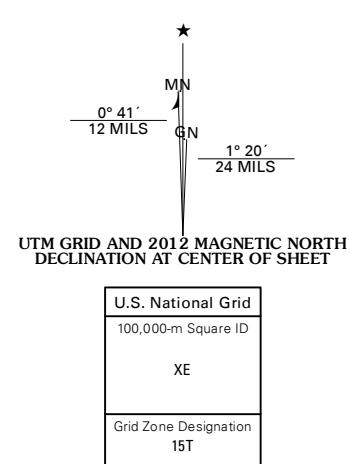 ★
MN
0° 41´
12 MILS
GN
1° 20´
24 MILS
UTM GRID AND 2012 MAGNETIC NORTH
DECLINATION AT CENTER OF SHEET
U.S. National Grid
100,000-m Square ID
XE
Grid Zone Designation
15T